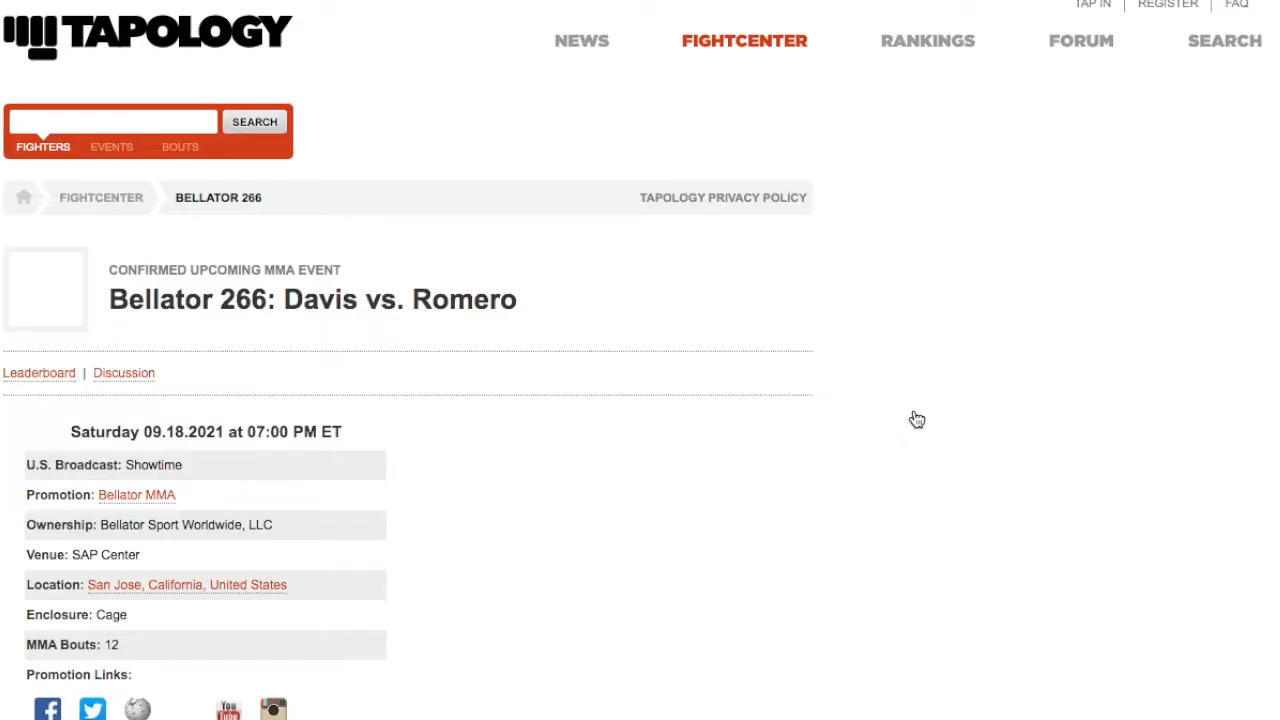 TAP IN | REGISTER | FAQ
TAPOLOGY
NEWS FIGHTCENTER RANKINGS FORUM SEARCH
SEARCH
FIGHTERS EVENTS BOUTS
FIGHTCENTER BELLATOR 266 TAPOLOGY PRIVACY POLICY
CONFIRMED UPCOMING MMA EVENT
Bellator 266: Davis vs. Romero
Leaderboard | Discussion
Saturday 09.18.2021 at 07:00 PM ET
U.S. Broadcast: Showtime
Promotion: Bellator MMA
Ownership: Bellator Sport Worldwide, LLC
Venue: SAP Center
Location: San Jose, California, United States
Enclosure: Cage
MMA Bouts: 12
Promotion Links:
You Tube